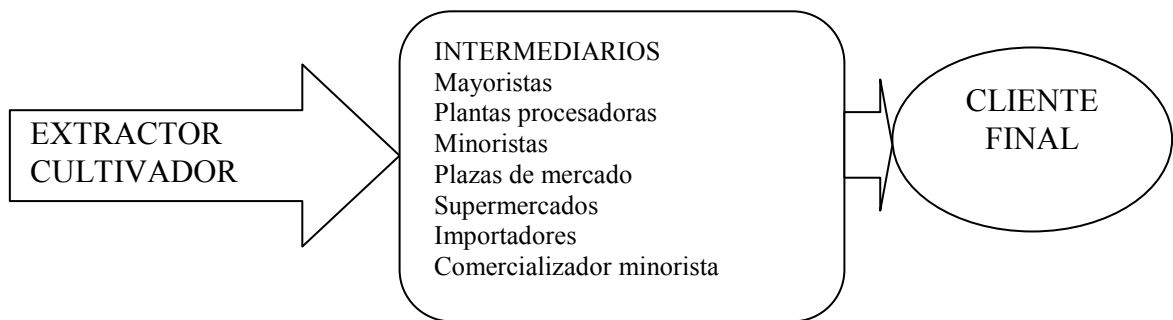 EXTRACTOR
CULTIVADOR
INTERMEDIARIOS
Mayoristas
Plantas procesadoras
Minoristas
Plazas de mercado
Supermercados
Importadores
Comercializador minorista
CLIENTE
FINAL